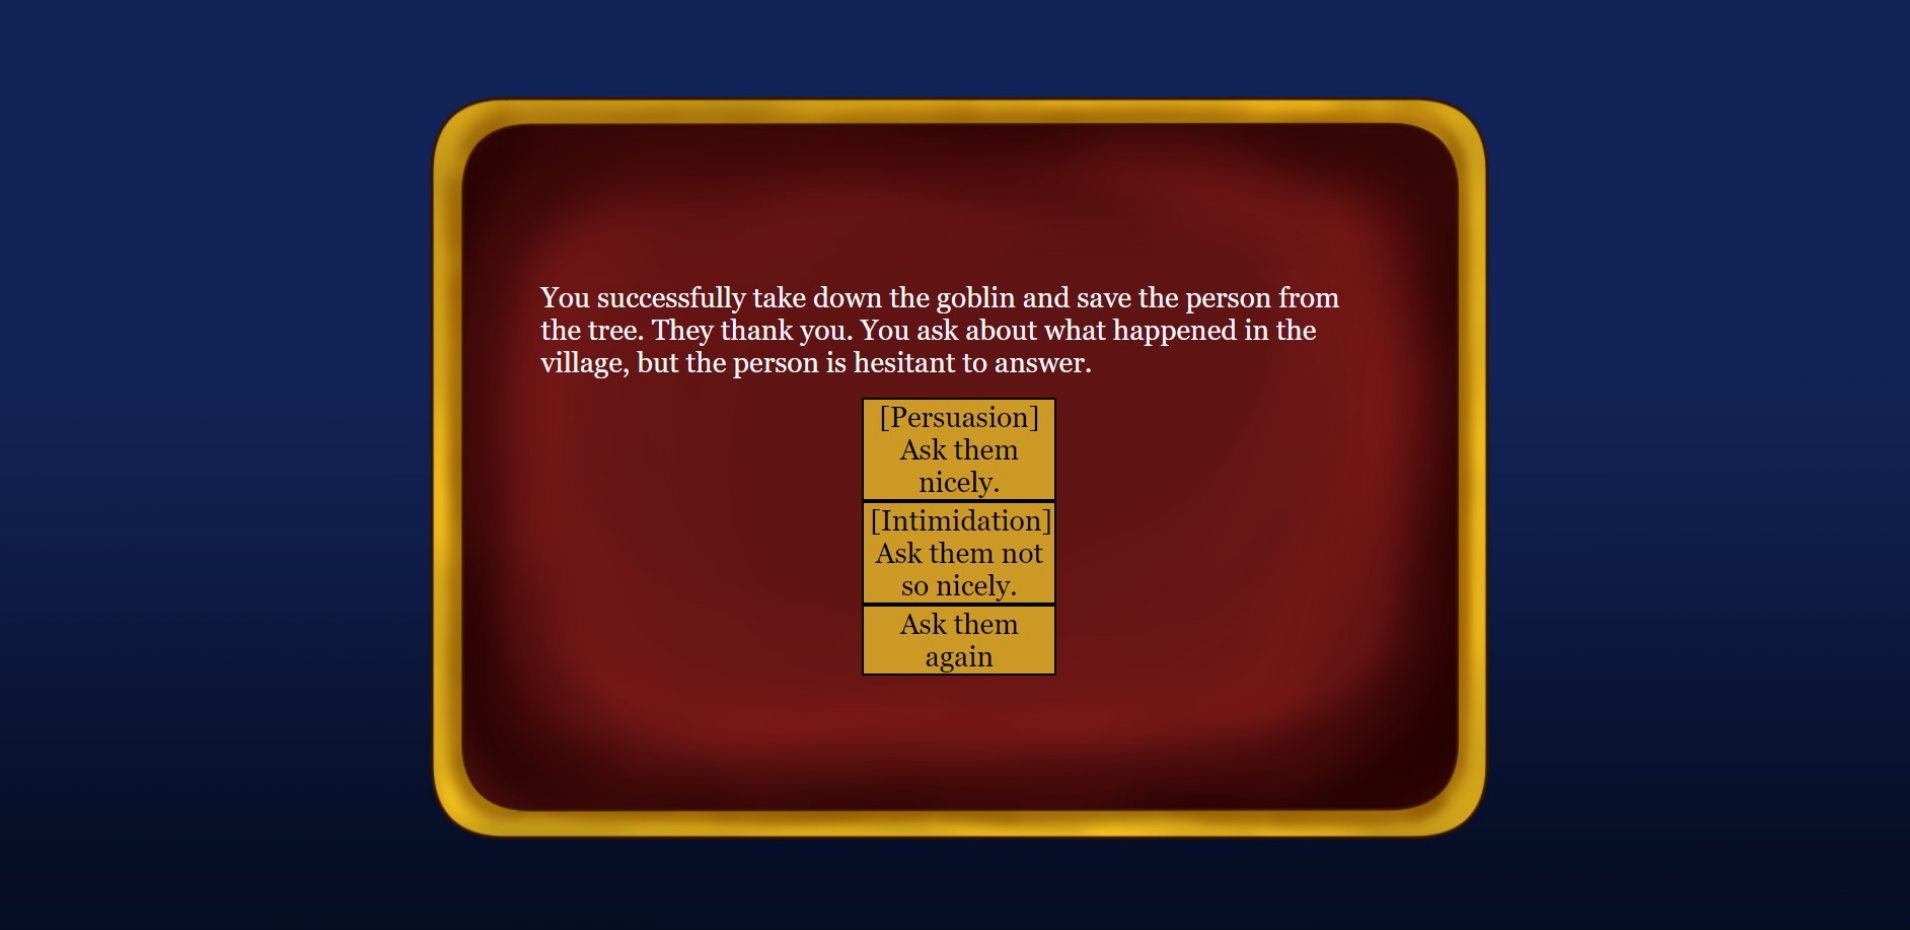 You successfully take down the goblin and save the person from
the tree. They thank you. You ask about what happened in the
village, but the person is hesitant to answer.
[Persuasion]
Ask them
nicely.
[Intimidation]
Ask them not
so nicely.
Ask them
again